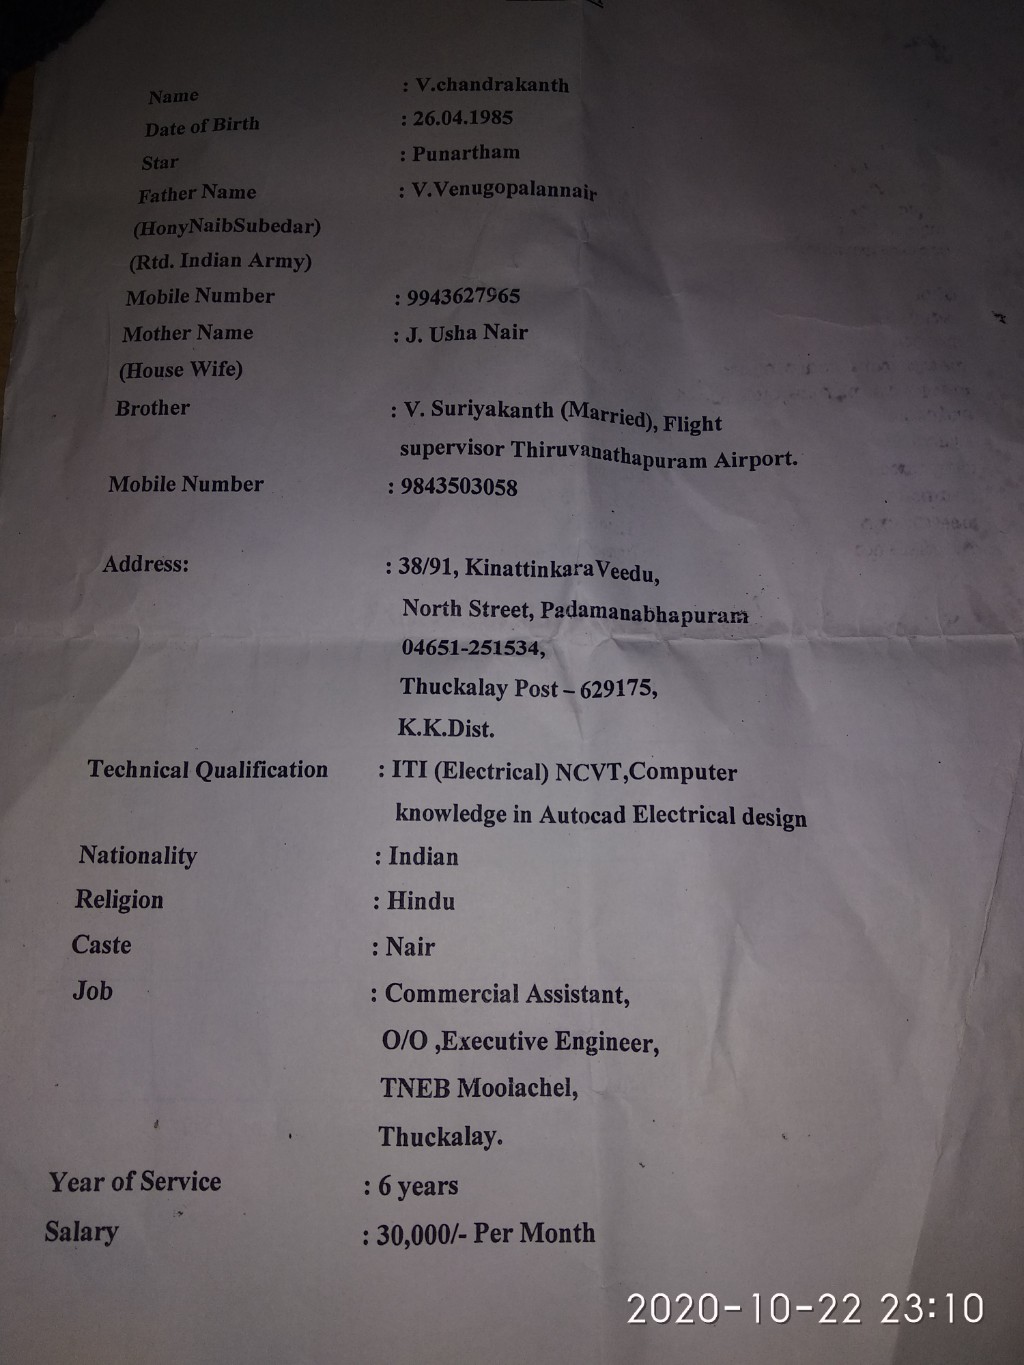 Name : V.chandrakanth
Date of Birth : 26.04.1985
Star : Punartham
Father Name : V.Venugopalannair
(HonyNaibSubedar)
(Rtd. Indian Army)
Mobile Number : 9943627965
Mother Name : J. Usha Nair
(House Wife)
Brother : V. Suriyakanth (Married), Flight
supervisor Thiruvanathapuram Airport.
Mobile Number : 9843503058
Address: : 38/91, KinattinkaraVeedu,
North Street, Padamanabhapuram
04651-251534,
Thuckalay Post – 629175,
K.K.Dist.
Technical Qualification : ITI (Electrical) NCVT,Computer
knowledge in Autocad Electrical design
Nationality : Indian
Religion : Hindu
Caste : Nair
Job : Commercial Assistant,
O/O ,Executive Engineer,
TNEB Moolachel,
Thuckalay.
Year of Service : 6 years
Salary : 30,000/- Per Month
2020-10-22 23:10